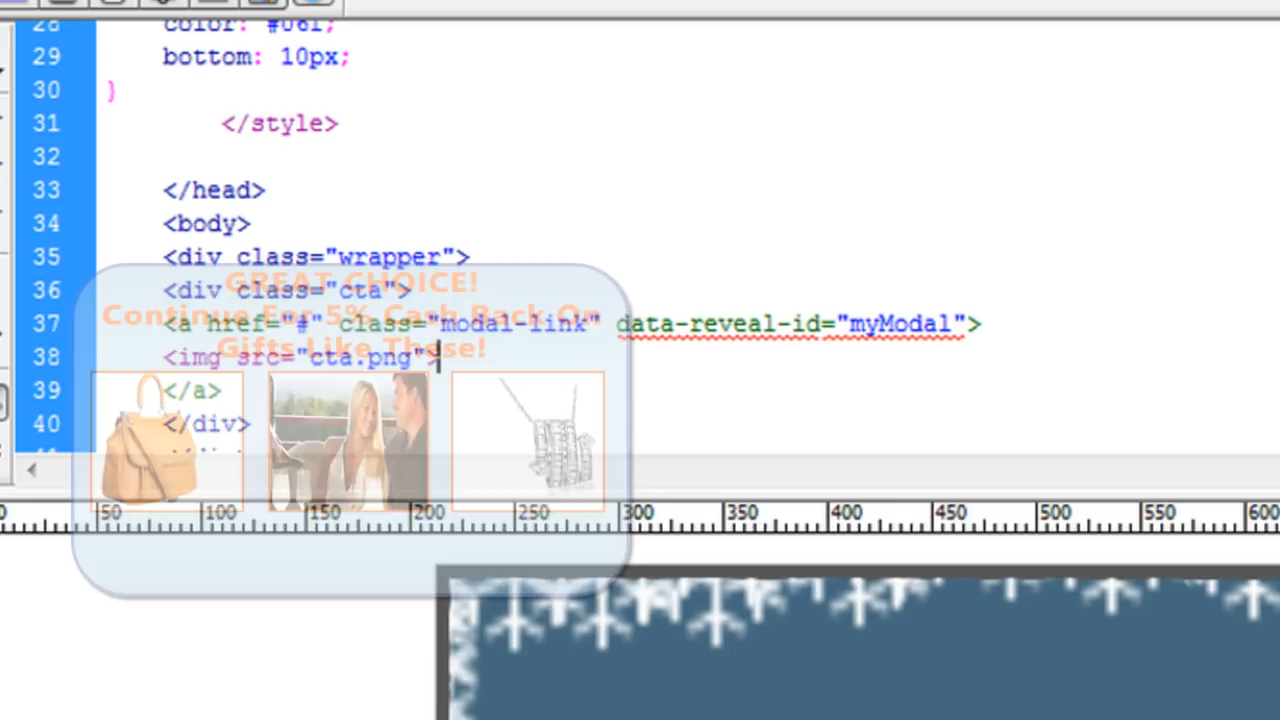 28 color: #06f;
29 bottom: 10px;
30 }
31 </style>
32
33 </head>
34 <body>
35 <div class="wrapper">
GREAT CHOICE!
36 <div class="cta">
Continue For 5% Cash Back On
37 <a href="#" class="modal-link" data-reveal-id="myModal">
Gifts Like These!
38 <img src="cta.png">
39 </a>
40 </div>
50 100 150 200 250 300 350 400 450 500 550 600